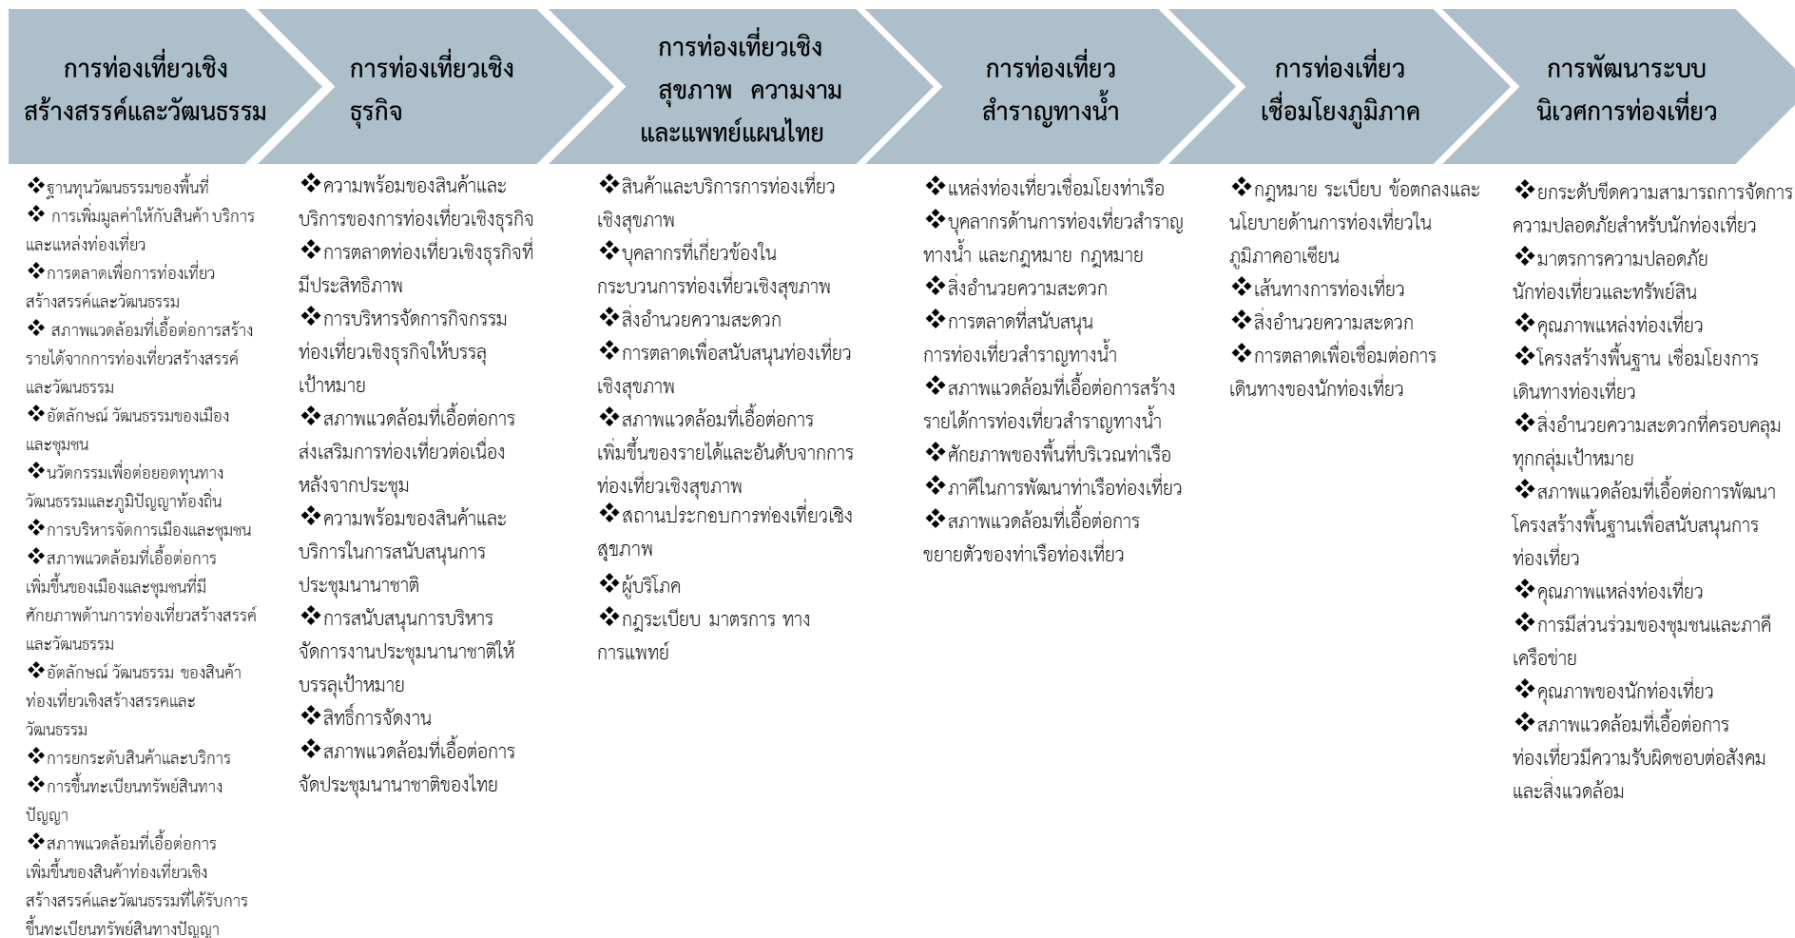 การท่องเที่ยวเชิง
สร้างสรรค์และวัฒนธรรม
❖ฐานทุนวัฒนธรรมของพื้นที่
❖ การเพิ่มมูลค่าให้กับสินค้า บริการ
และแหล่งท่องเที่ยว
❖การตลาดเพื่อการท่องเที่ยว
สร้างสรรค์และวัฒนธรรม
❖ สภาพแวดล้อมที่เอื้อต่อการสร้าง
รายได้จากการท่องเที่ยวสร้างสรรค์
และวัฒนธรรม
❖อัตลักษณ์ วัฒนธรรมของเมือง
และชุมชน
❖นวัตกรรมเพื่อต่อยอดทุนทาง
วัฒนธรรมและภูมิปัญญาท้องถิ่น
❖การบริหารจัดการเมืองและชุมชน
❖สภาพแวดล้อมที่เอื้อต่อการ
เพิ่มขึ้นของเมืองและชุมชนที่มี
ศักยภาพด้านการท่องเที่ยวสร้างสรรค์
และวัฒนธรรม
❖อัตลักษณ์ วัฒนธรรม ของสินค้า
ท่องเที่ยวเชิงสร้างสรรคและ
วัฒนธรรม
❖การยกระดับสินค้าและบริการ
❖การขึ้นทะเบียนทรัพย์สินทาง
ปัญญา
❖สภาพแวดล้อมที่เอื้อต่อการ
เพิ่มขึ้นของสินค้าท่องเที่ยวเชิง
สร้างสรรค์และวัฒนธรรมที่ได้รับการ
ขึ้นทะเบียนทรัพย์สินทางปัญญา
การท่องเที่ยวเชิง
ธุรกิจ
❖ความพร้อมของสินค้าและ
บริการของการท่องเที่ยวเชิงธุรกิจ
❖การตลาดท่องเที่ยวเชิงธุรกิจที่
มีประสิทธิภาพ
❖การบริหารจัดการกิจกรรม
ท่องเที่ยวเชิงธุรกิจให้บรรลุ
เป้าหมาย
❖สภาพแวดล้อมที่เอื้อต่อการ
ส่งเสริมการท่องเที่ยวต่อเนื่อง
หลังจากประชุม
❖ความพร้อมของสินค้าและ
บริการในการสนับสนุนการ
ประชุมนานาชาติ
❖การสนับสนุนการบริหาร
จัดการงานประชุมนานาชาติให้
บรรลุเป้าหมาย
❖สิทธิ์การจัดงาน
❖สภาพแวดล้อมที่เอื้อต่อการ
จัดประชุมนานาชาติของไทย
การท่องเที่ยวเชิง
สุขภาพ ความงาม
และแพทย์แผนไทย
❖สินค้าและบริการการท่องเที่ยว
เชิงสุขภาพ
❖บุคลากรที่เกี่ยวข้องใน
กระบวนการท่องเที่ยวเชิงสุขภาพ
❖สิ่งอำนวยความสะดวก
❖การตลาดเพื่อสนับสนุนท่องเที่ยว
เชิงสุขภาพ
❖สภาพแวดล้อมที่เอื้อต่อการ
เพิ่มขึ้นของรายได้และอันดับจากการ
ท่องเที่ยวเชิงสุขภาพ
❖สถานประกอบการท่องเที่ยวเชิง
สุขภาพ
❖ผู้บริโภค
❖กฎระเบียบ มาตรการ ทาง
การแพทย์
การท่องเที่ยว
สำราญทางน้ำ
❖แหล่งท่องเที่ยวเชื่อมโยงท่าเรือ
❖บุคลากรด้านการท่องเที่ยวสำราญ
ทางน้ำ และกฎหมาย กฎหมาย
❖สิ่งอำนวยความสะดวก
❖การตลาดที่สนับสนุน
การท่องเที่ยวสำราญทางน้ำ
❖สภาพแวดล้อมที่เอื้อต่อการสร้าง
รายได้การท่องเที่ยวสำราญทางน้ำ
❖ศักยภาพของพื้นที่บริเวณท่าเรือ
❖ภาคีในการพัฒนาท่าเรือท่องเที่ยว
❖สภาพแวดล้อมที่เอื้อต่อการ
ขยายตัวของท่าเรือท่องเที่ยว
การท่องเที่ยว
เชื่อมโยงภูมิภาค
❖กฎหมาย ระเบียบ ข้อตกลงและ
นโยบายด้านการท่องเที่ยวใน
ภูมิภาคอาเซียน
❖เส้นทางการท่องเที่ยว
❖สิ่งอำนวยความสะดวก
❖การตลาดเพื่อเชื่อมต่อการ
เดินทางของนักท่องเที่ยว
การพัฒนาระบบ
นิเวศการท่องเที่ยว
❖ยกระดับขีดความสามารถการจัดการ
ความปลอดภัยสำหรับนักท่องเที่ยว
❖มาตรการความปลอดภัย
นักท่องเที่ยวและทรัพย์สิน
❖คุณภาพแหล่งท่องเที่ยว
❖โครงสร้างพื้นฐาน เชื่อมโยงการ
เดินทางท่องเที่ยว
❖สิ่งอำนวยความสะดวกที่ครอบคลุม
ทุกกลุ่มเป้าหมาย
❖สภาพแวดล้อมที่เอื้อต่อการพัฒนา
โครงสร้างพื้นฐานเพื่อสนับสนุนการ
ท่องเที่ยว
❖คุณภาพแหล่งท่องเที่ยว
❖การมีส่วนร่วมของชุมชนและภาคี
เครือข่าย
❖คุณภาพของนักท่องเที่ยว
❖สภาพแวดล้อมที่เอื้อต่อการ
ท่องเที่ยวมีความรับผิดชอบต่อสังคม
และสิ่งแวดล้อม